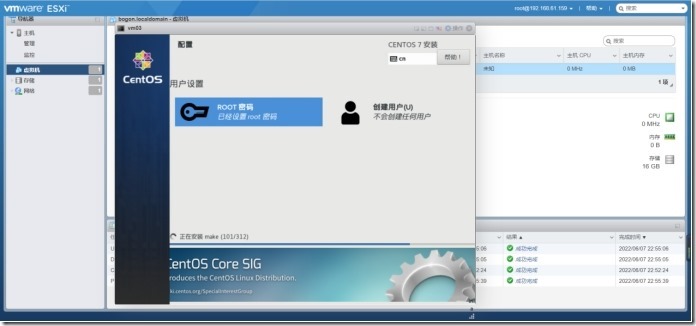 vmware ESXi
root@192.168.61.159
帮助
搜索
导航器
bogon.localdomain - 虚拟机
主机
管理
监控
虚拟机
存储
网络
vm03
操作
CentOS
配置
CENTOS 7 安装
cn
帮助！
用户设置
ROOT 密码
已经设置 root 密码
创建用户(U)
不会创建任何用户
正在安装 make (101/312)
CentOS Core SIG
roduces the CentOS Linux Distribution.
iki.centos.org/SpecialInterestGroup
搜索
主机名称
主机 CPU
主机内存
未知
0 MHz
0 MB
CPU
0 MHz
内存
0 B
存储
16 GB
结果
完成时间
成功完成
2022/06/07 22:55:06
成功完成
2022/06/07 22:55:05
成功完成
2022/06/07 22:52:24
成功完成
2022/06/07 22:55:39